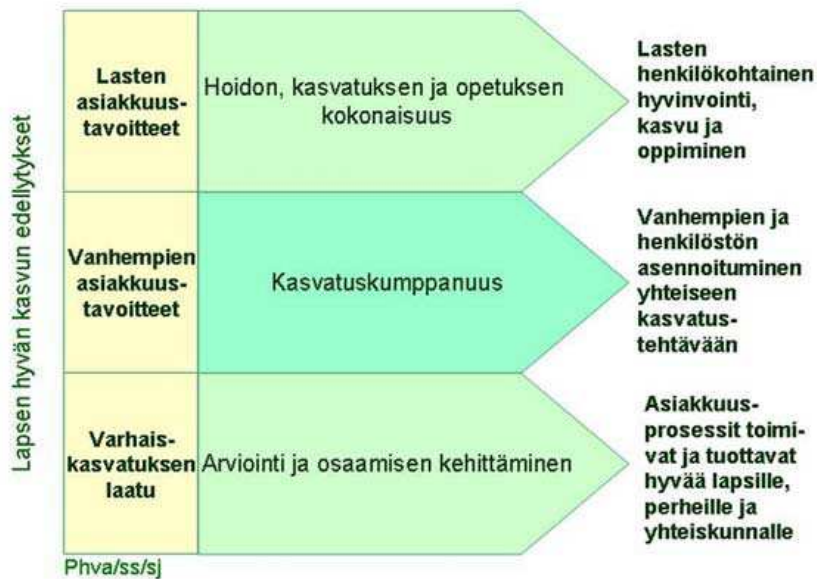 Lapsen hyvän kasvun edellytykset
Lasten
asiakkuus-
tavoitteet
Hoidon, kasvatuksen ja opetuksen
kokonaisuus
Lasten
henkilökohtainen
hyvinvointi,
kasvu ja
oppiminen
Vanhempien
asiakkuus-
tavoitteet
Kasvatuskumppanuus
Vanhempien ja
henkilöstön
asennoituminen
yhteiseen
kasvatus-
tehtävään
Varhais-
kasvatuksen
laatu
Arviointi ja osaamisen kehittäminen
Asiakkuus-
prosessit toimi-
vat ja tuottavat
hyvää lapsille,
perheille ja
yhteiskunnalle
Phva/ss/sj